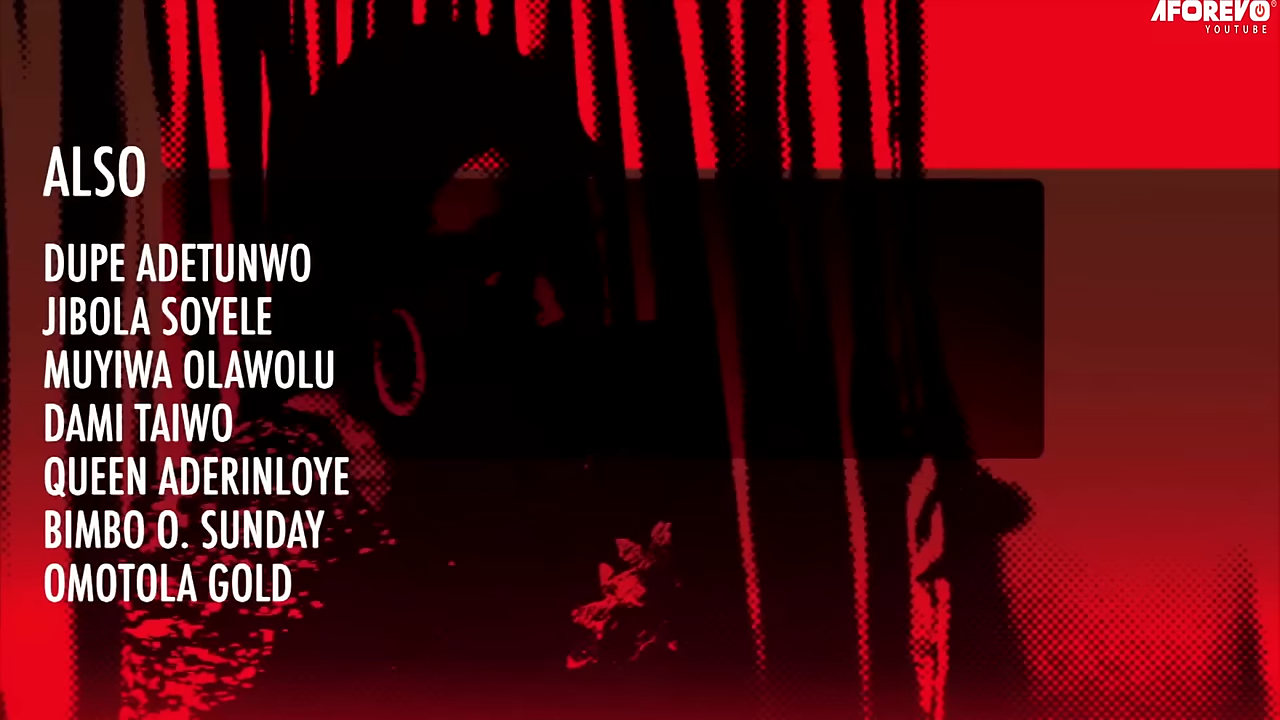 AFOREVO
YOUTUBE
ALSO
DUPE ADETUNWO
JIBOLA SOYELE
MUYIWA OLAWOLU
DAMI TAIWO
QUEEN ADERINLOYE
BIMBO O. SUNDAY
OMOTOLA GOLD